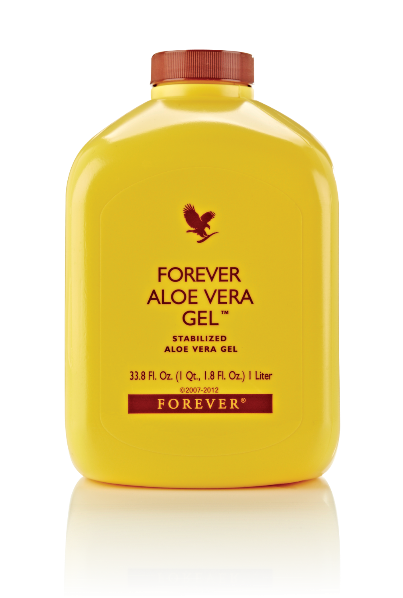 FOREVER
ALOE VERA
GEL™
STABILIZED
ALOE VERA GEL
33.8 Fl. Oz. (1 Qt., 1.8 Fl. Oz.) 1 Liter
©2007-2012
FOREVER®